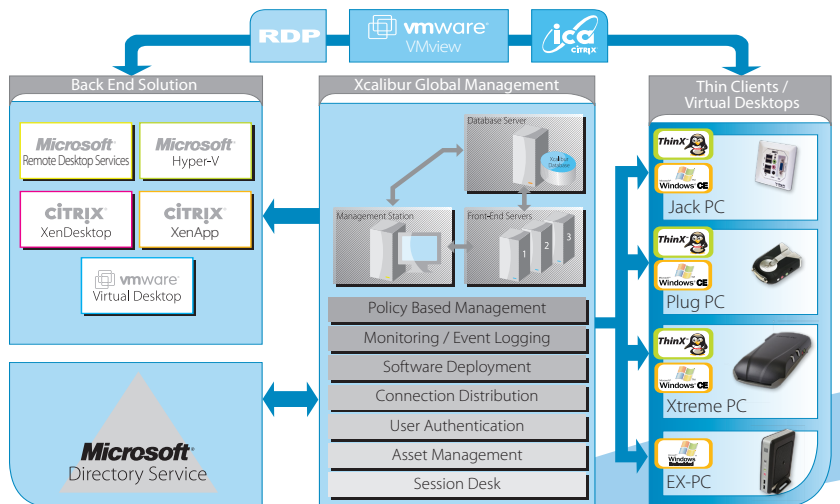 RDP
vmware
VMview
ica
CITRIX
Back End Solution
Microsoft
Remote Desktop Services
Microsoft
Hyper-V
CITRIX
XenDesktop
CITRIX
XenApp
vmware
Virtual Desktop
Microsoft
Directory Service
Xcalibur Global Management
Database Server
Xcalibur
Database
Management Station
Front-End Servers
1
2
3
Policy Based Management
Monitoring / Event Logging
Software Deployment
Connection Distribution
User Authentication
Asset Management
Session Desk
Thin Clients /
Virtual Desktops
ThinX
Windows CE
Jack PC
ThinX
Windows CE
Plug PC
ThinX
Windows CE
Xtreme PC
Windows
EX-PC